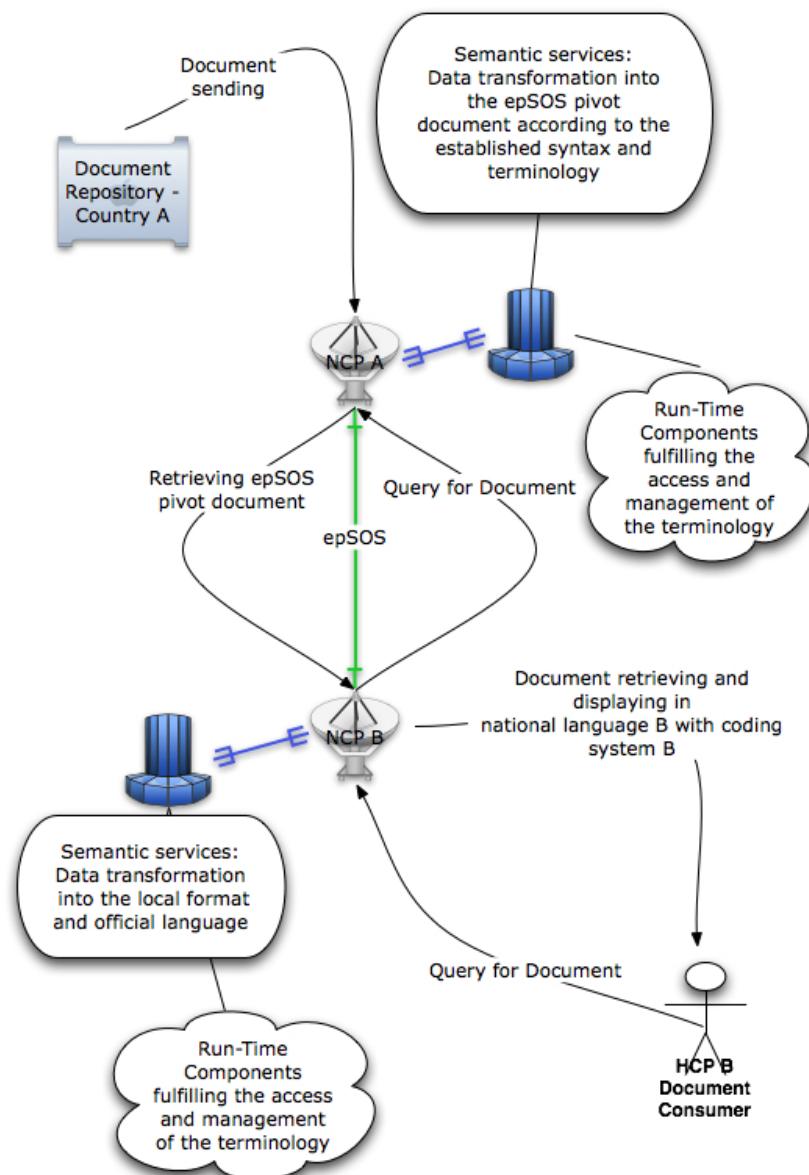 Document
sending
Semantic services:
Data transformation into
the epSOS pivot
document according to the
established syntax and
terminology
Document
Repository -
Country A
NCP A
Run-Time
Components
fulfilling the
access and
management of
the terminology
Retrieving epSOS
pivot document
Query for Document
epSOS
Document retrieving and
displaying in
national language B with coding
system B
NCP B
Semantic services:
Data transformation
into the local format
and official language
Query for Document
HCP B
Document
Consumer
Run-Time
Components
fulfilling the access
and management
of the terminology